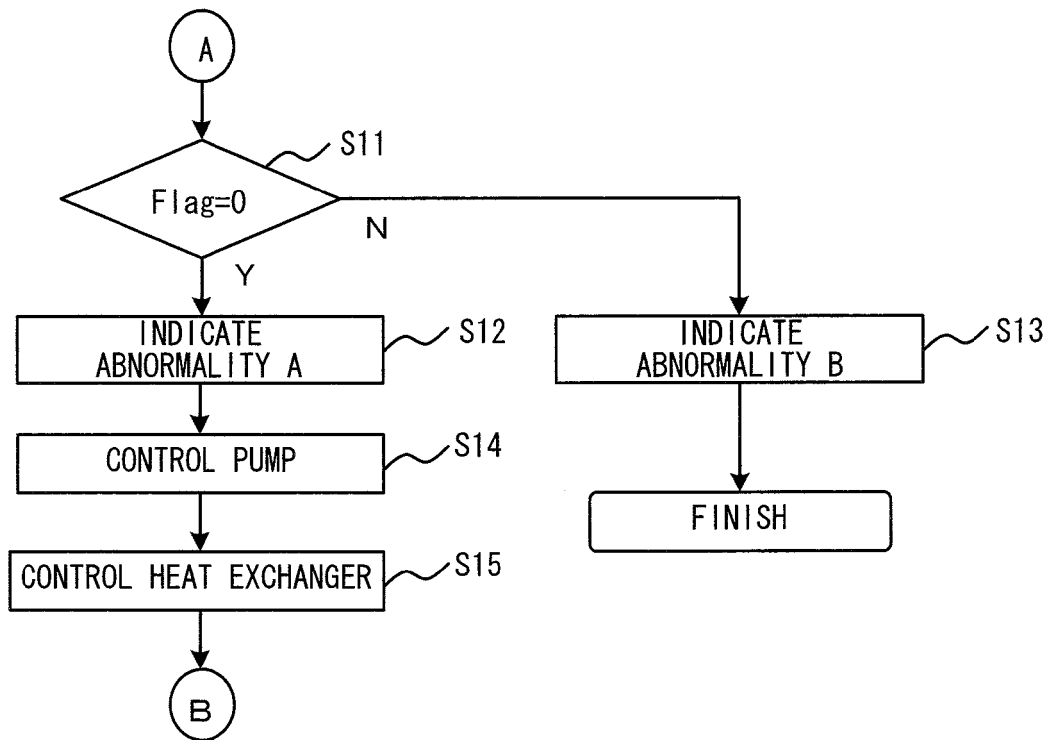 A
S11
Flag=0
N
Y
INDICATE
ABNORMALITY A
S12
INDICATE
ABNORMALITY B
S13
CONTROL PUMP
S14
FINISH
CONTROL HEAT EXCHANGER
S15
B